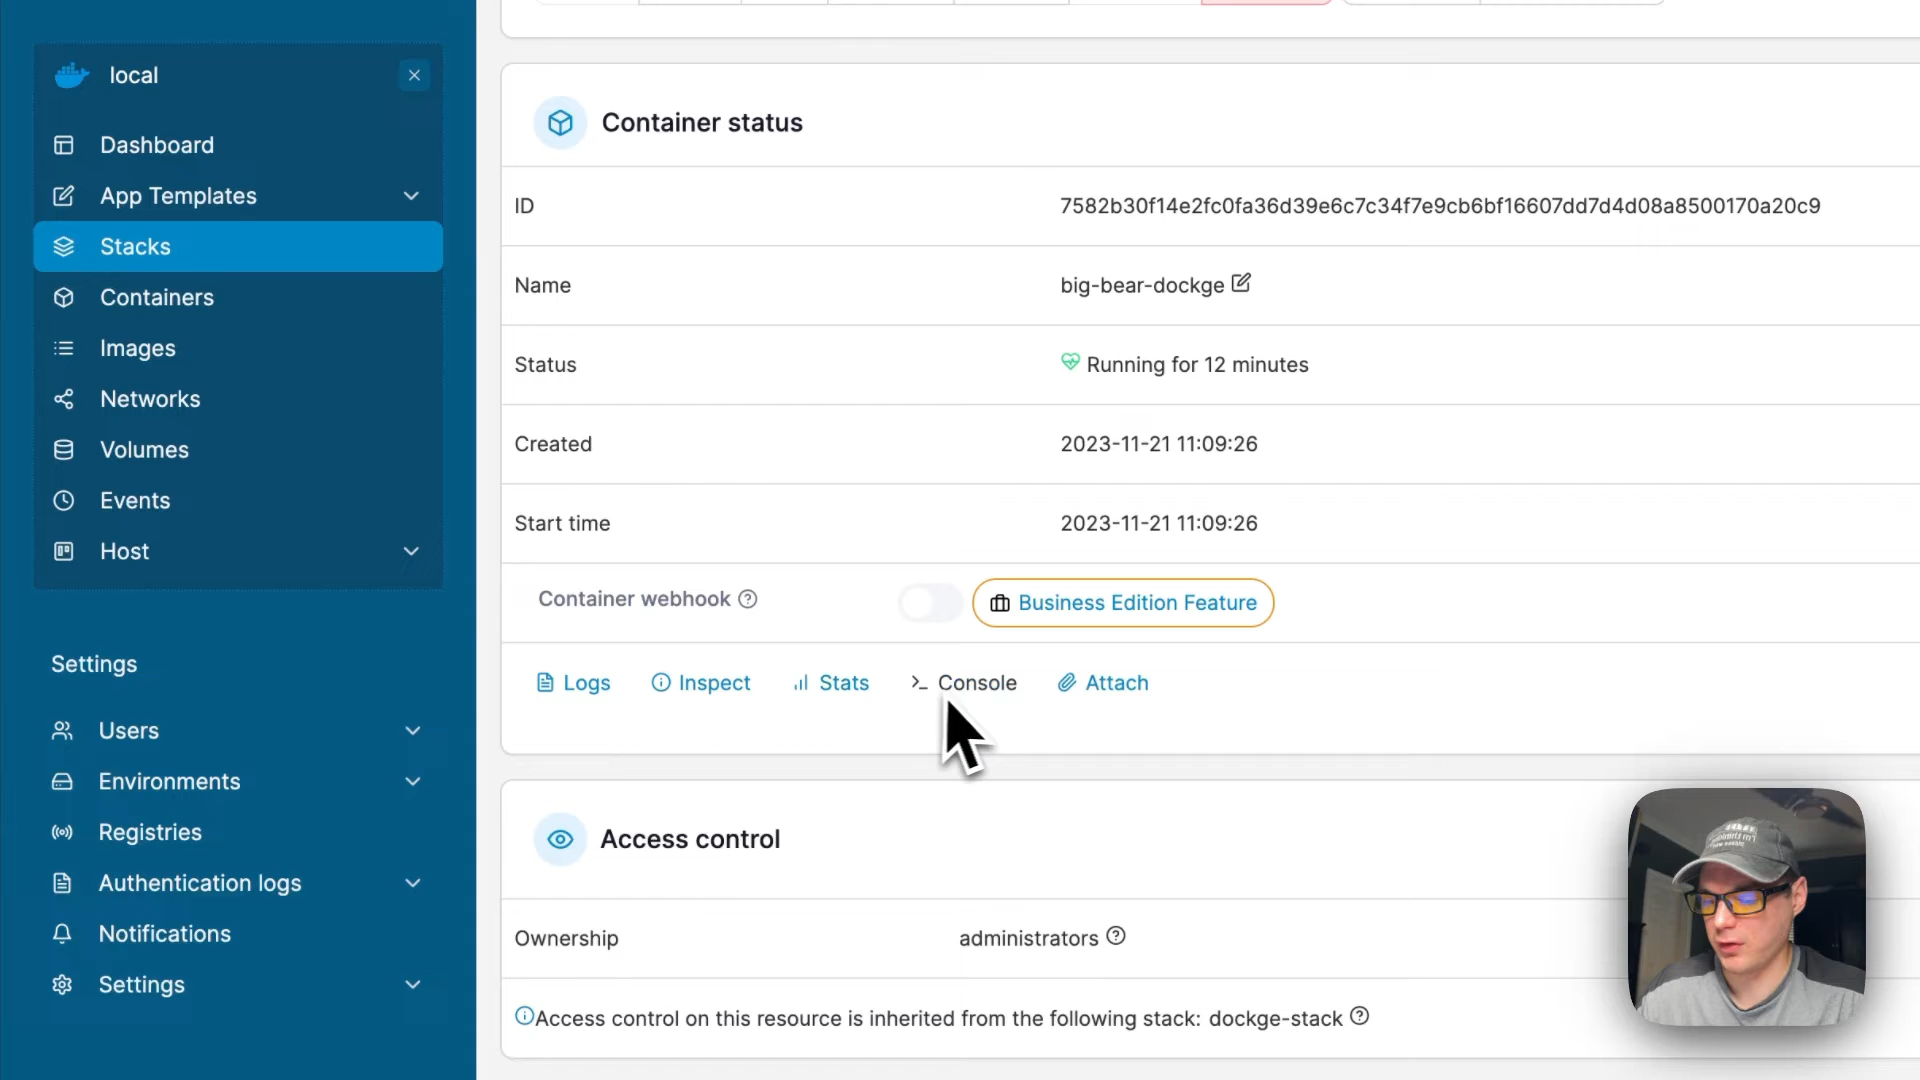 local
Dashboard
App Templates
Stacks
Containers
Images
Networks
Volumes
Events
Host
Settings
Users
Environments
Registries
Authentication logs
Notifications
Settings
Container status
ID 7582b30f14e2fc0fa36d39e6c7c34f7e9cb6bf16607dd7d4d08a8500170a20c9
Name big-bear-dockge
Status Running for 12 minutes
Created 2023-11-21 11:09:26
Start time 2023-11-21 11:09:26
Container webhook Business Edition Feature
Logs Inspect Stats >_ Console Attach
Access control
Ownership administrators
Access control on this resource is inherited from the following stack: dockge-stack